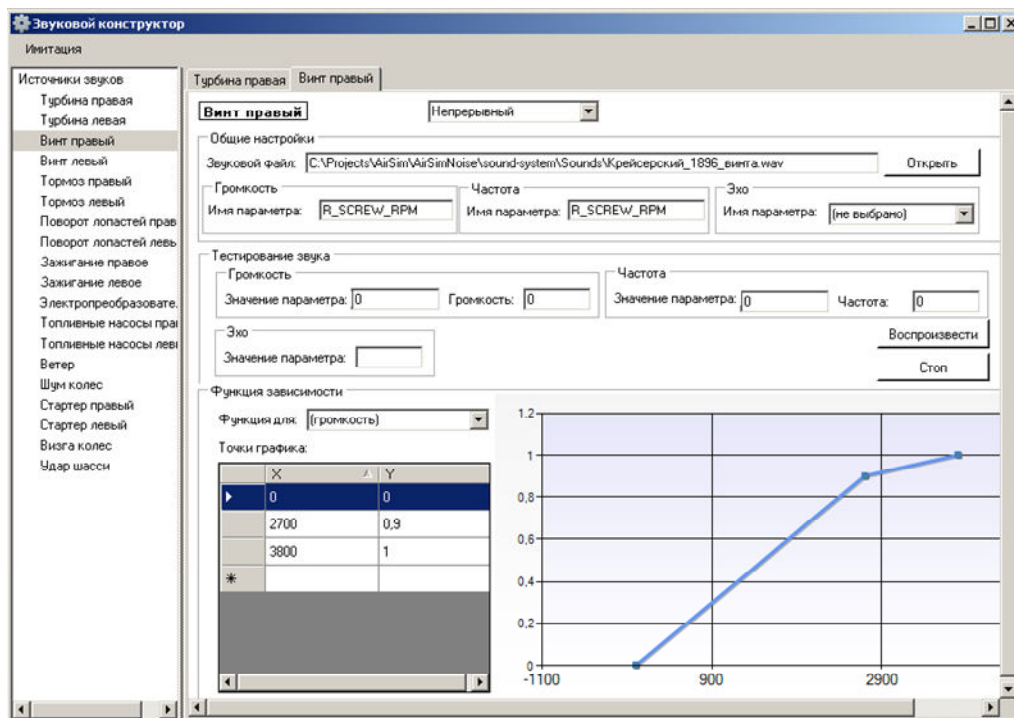 Звуковой конструктор
Имитация
Источники звуков
Турбина правая
Турбина левая
Винт правый
Винт левый
Тормоз правый
Тормоз левый
Поворот лопастей прав
Поворот лопастей левь
Зажигание правое
Зажигание левое
Электропреобразовате.
Топливные насосы пра
Топливные насосы леві
Ветер
Шум колес
Стартер правый
Стартер левый
Визга колес
Удар шасси
Турбина правая Винт правый
Винт правый Непрерывный
Общие настройки
Звуковой файл: C:\Projects\AirSim\AirSimNoise\sound-system\Sounds\Крейсерский_1896_винта.wav Открыть
Громкость Частота Эхо
Имя параметра: R_SCREW_RPM Имя параметра: R_SCREW_RPM Имя параметра: (не выбрано)
Тестирование звука
Громкость Частота
Значение параметра: 0 Громкость: 0 Значение параметра: 0 Частота: 0
Эхо
Значение параметра:
Воспроизвести
Стоп
Функция зависимости
Функция для: (громкость)
Точки графика:
X Y
0 0
2700 0,9
3800 1
*
1.2
1
0,8
0,6
0,4
0,2
0
-1100 900 2900